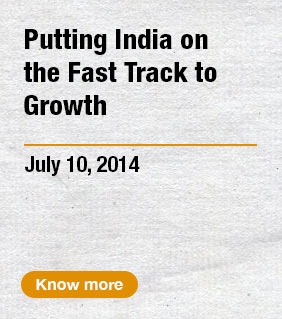 Putting India on
the Fast Track to
Growth
July 10, 2014
Know more